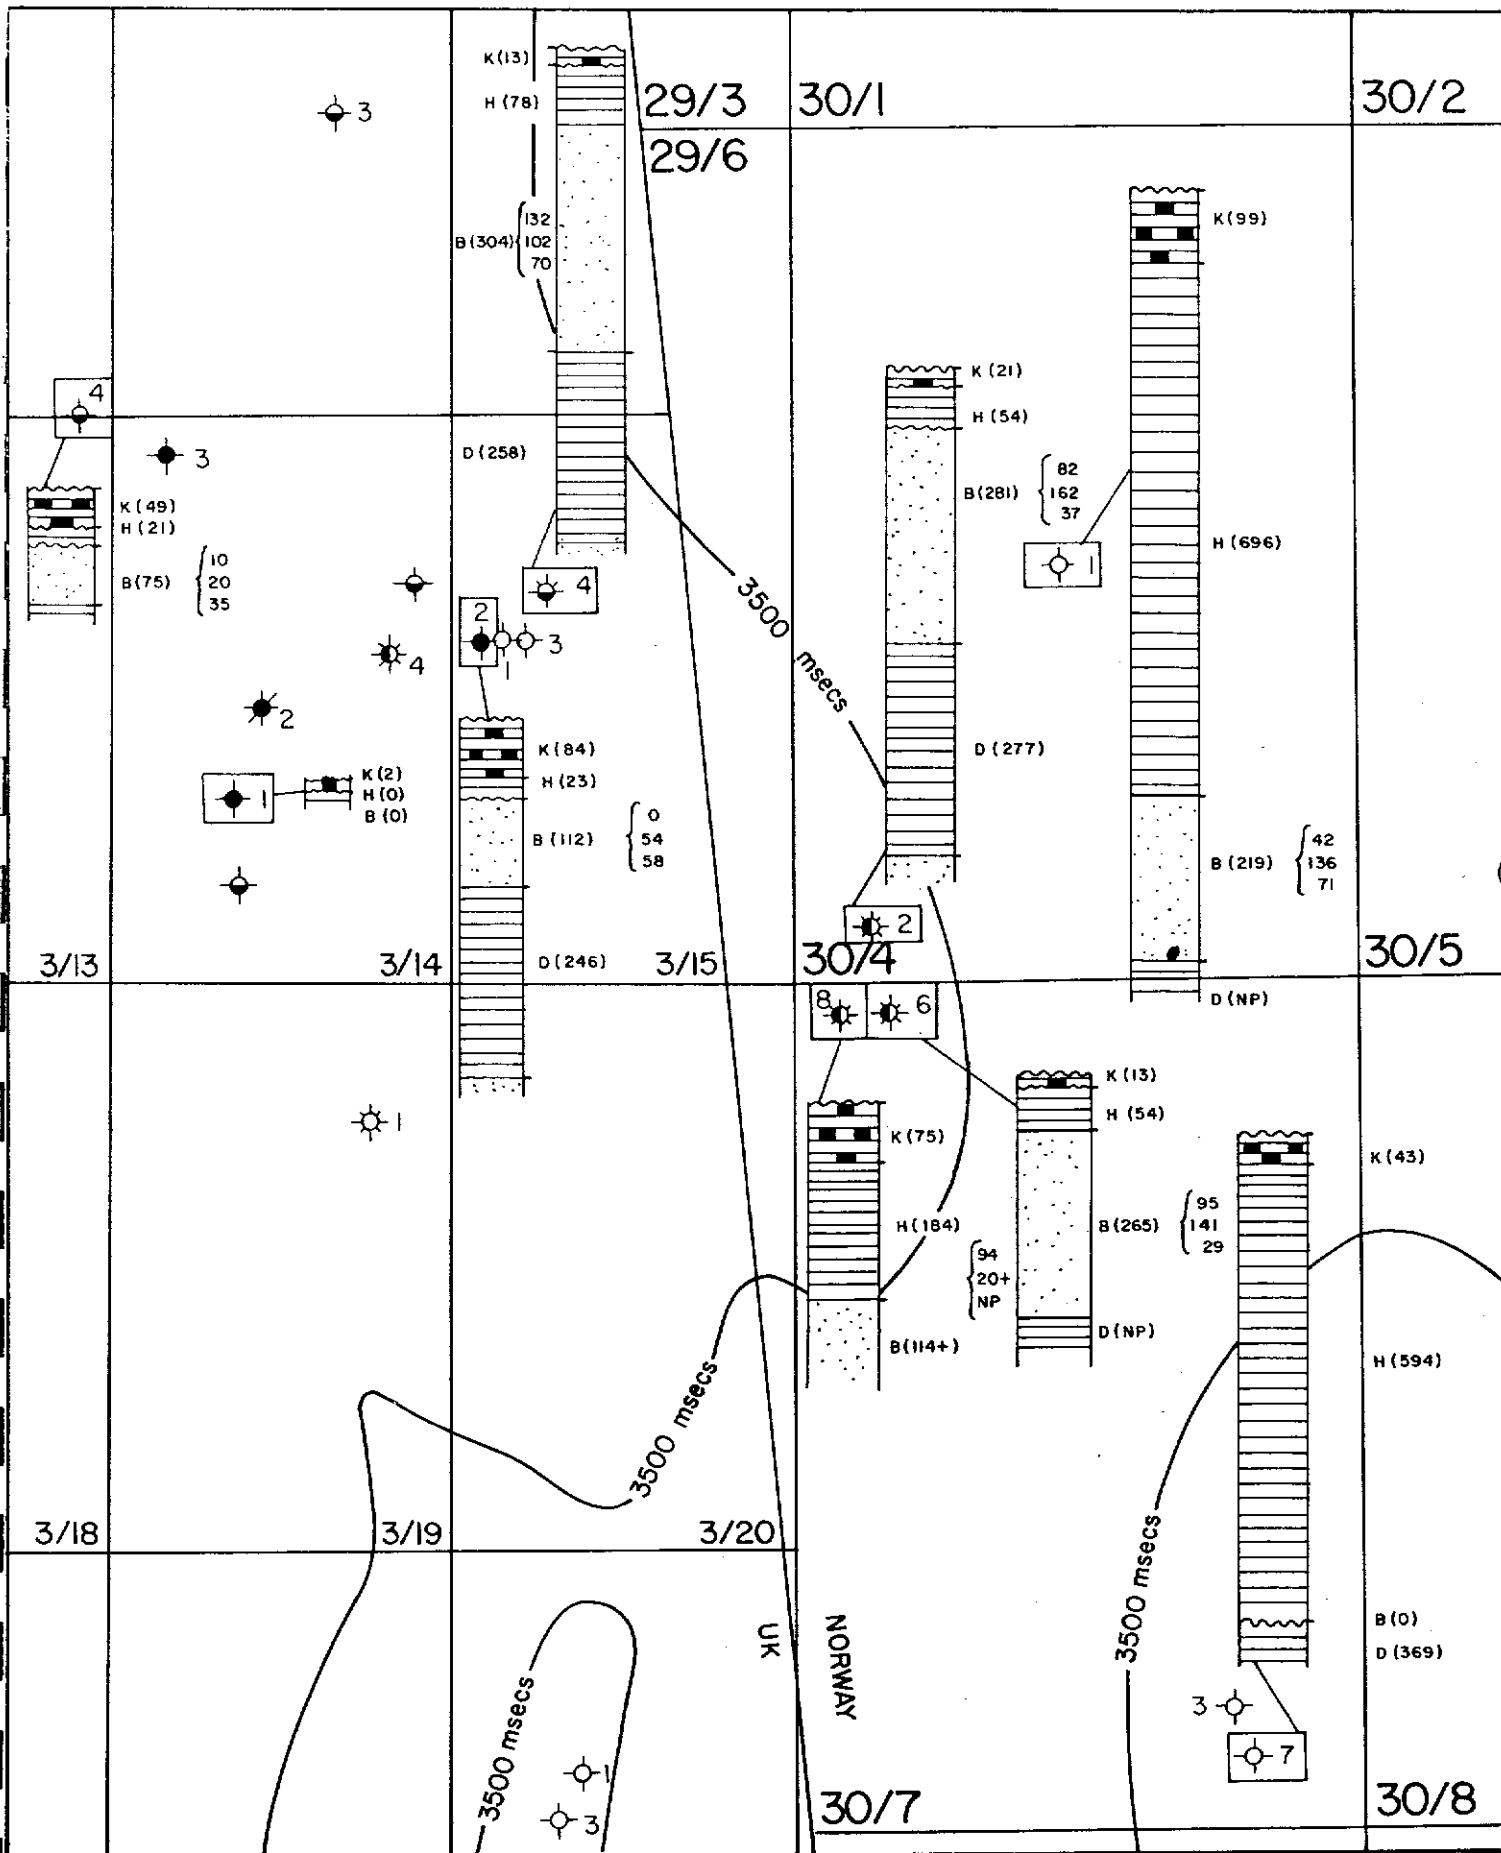 K(13)
H(78)
29/3
30/1
30/2
3
29/6
B(304)
132
102
70
K(99)
4
K(21)
H(54)
3
D(258)
B(281)
82
162
37
K(49)
H(21)
B(75)
10
20
35
1
H(696)
4
2
1
3
3500 msecs
4
2
K(84)
H(23)
D(277)
1
K(2)
H(0)
B(0)
B(112)
0
54
58
B(219)
42
136
71
2
3/13
3/14
D(246)
3/15
30/4
30/5
D(NP)
8
6
1
K(13)
H(54)
K(75)
K(43)
H(184)
94
20+
NP
B(265)
95
141
29
B(114+)
D(NP)
H(594)
3500 msecs
3/18
3/19
3/20
3500 msecs
UK
NORWAY
B(0)
D(369)
3500 msecs
3
7
1
3
30/7
30/8